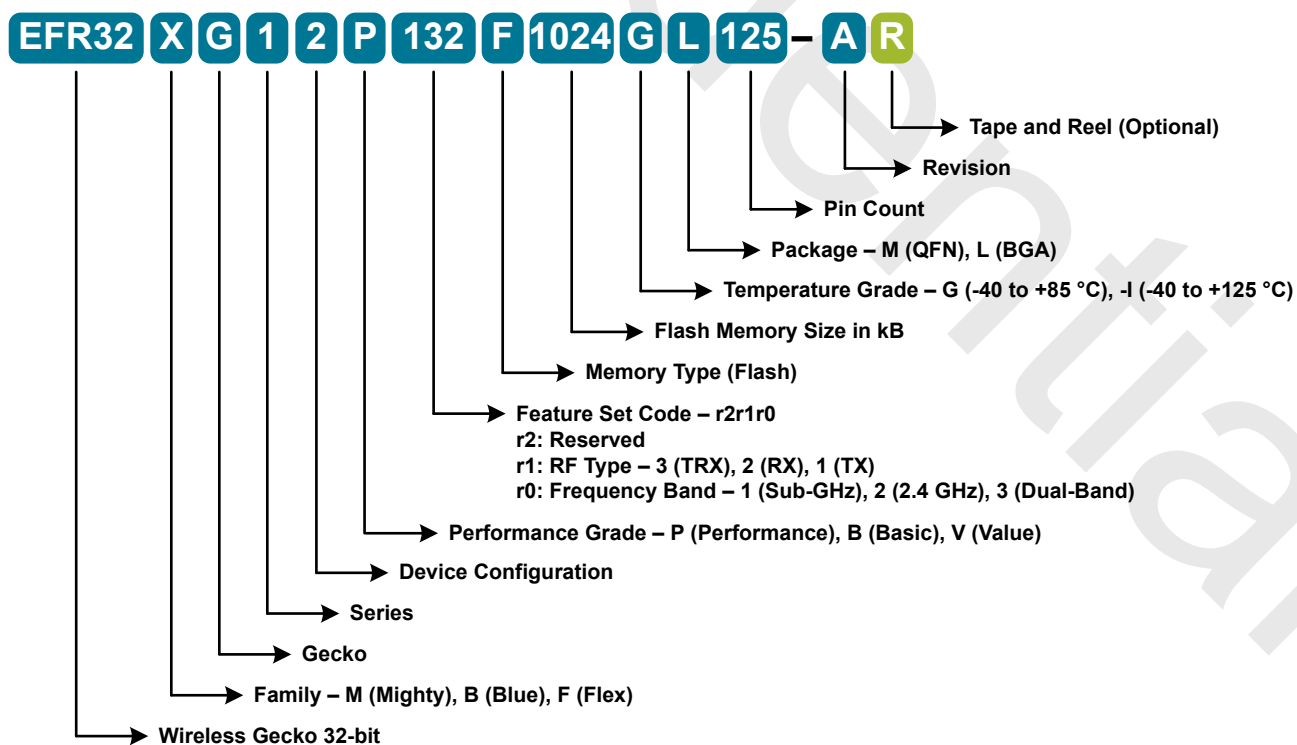 EFR32 X G 1 2 P 132 F 1024 G L 125 – A R
Tape and Reel (Optional)
Revision
Pin Count
Package – M (QFN), L (BGA)
Temperature Grade – G (-40 to +85 °C), -I (-40 to +125 °C)
Flash Memory Size in kB
Memory Type (Flash)
Feature Set Code – r2r1r0
r2: Reserved
r1: RF Type – 3 (TRX), 2 (RX), 1 (TX)
r0: Frequency Band – 1 (Sub-GHz), 2 (2.4 GHz), 3 (Dual-Band)
Performance Grade – P (Performance), B (Basic), V (Value)
Device Configuration
Series
Gecko
Family – M (Mighty), B (Blue), F (Flex)
Wireless Gecko 32-bit